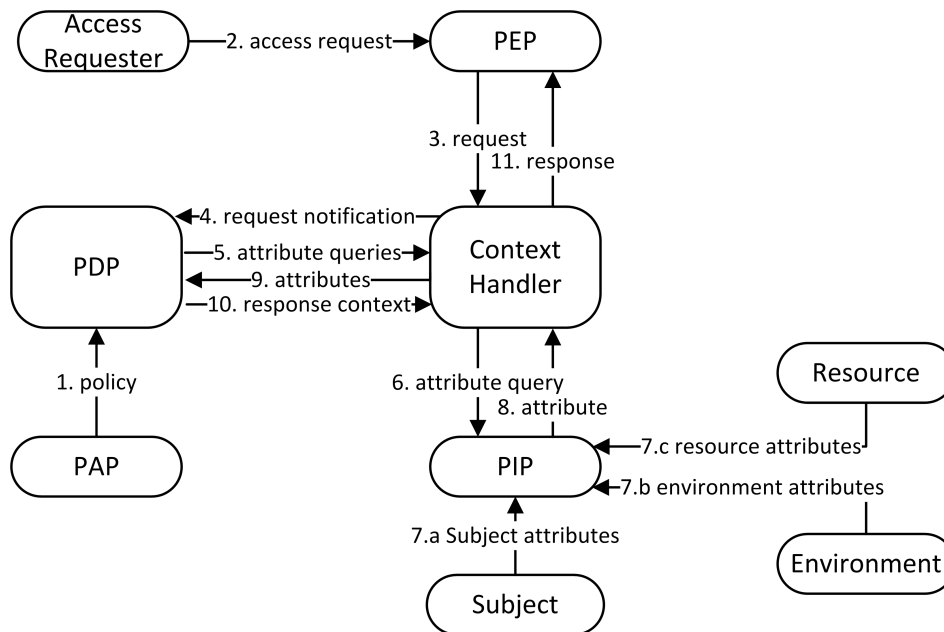 Access
Requester
2. access request
PEP
3. request
11. response
4. request notification
PDP
5. attribute queries
Context
Handler
9. attributes
10. response context
1. policy
6. attribute query
8. attribute
Resource
PAP
PIP
7.c resource attributes
7.b environment attributes
7.a Subject attributes
Environment
Subject